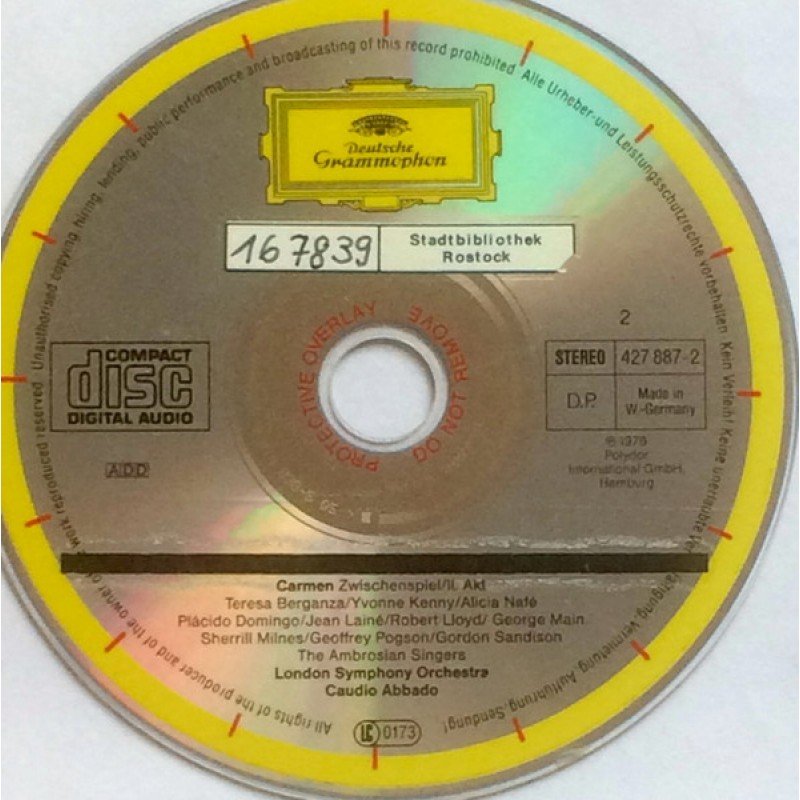 Deutsche
Grammophon
167839
Stadtbibliothek
Rostock
PROTECTIVE OVERLAY DO NOT REMOVE
2
COMPACT
disc
DIGITAL AUDIO
STEREO 427 887-2
D.P. Made in
W.-Germany
ADD
℗ 1978
Polydor
International GmbH,
Hamburg
Carmen Zwischenspiel/II. Akt
Teresa Berganza/Yvonne Kenny/Alicia Nafé
Plácido Domingo/Jean Lainé/Robert Lloyd/ George Main
Sherrill Milnes/Geoffrey Pogson/Gordon Sandison
The Ambrosian Singers
London Symphony Orchestra
Caudio Abbado
LC 0173
All rights of the producer and of the owner of work reproduced reserved Unauthorised copying, hiring, lending, public performance and broadcasting of this record prohibited Alle Urheber-und Leistungsschutzrechte vorbehalten Kein Verleih! Keine unerlaubte Vermietung, Aufführung, Sendung!